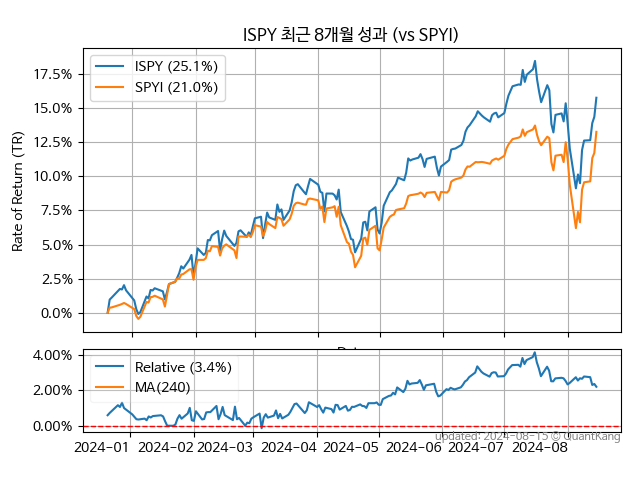 ISPY 최근 8개월 성과 (vs SPYI)
ISPY (25.1%)
SPYI (21.0%)
Rate of Return (TR)
17.5%
15.0%
12.5%
10.0%
7.5%
5.0%
2.5%
0.0%
Relative (3.4%)
MA(240)
4.00%
2.00%
0.00%
2024-01 2024-02 2024-03 2024-04 2024-05 2024-06 2024-07 2024-08
updated: 2024-08-15 © QuantKang